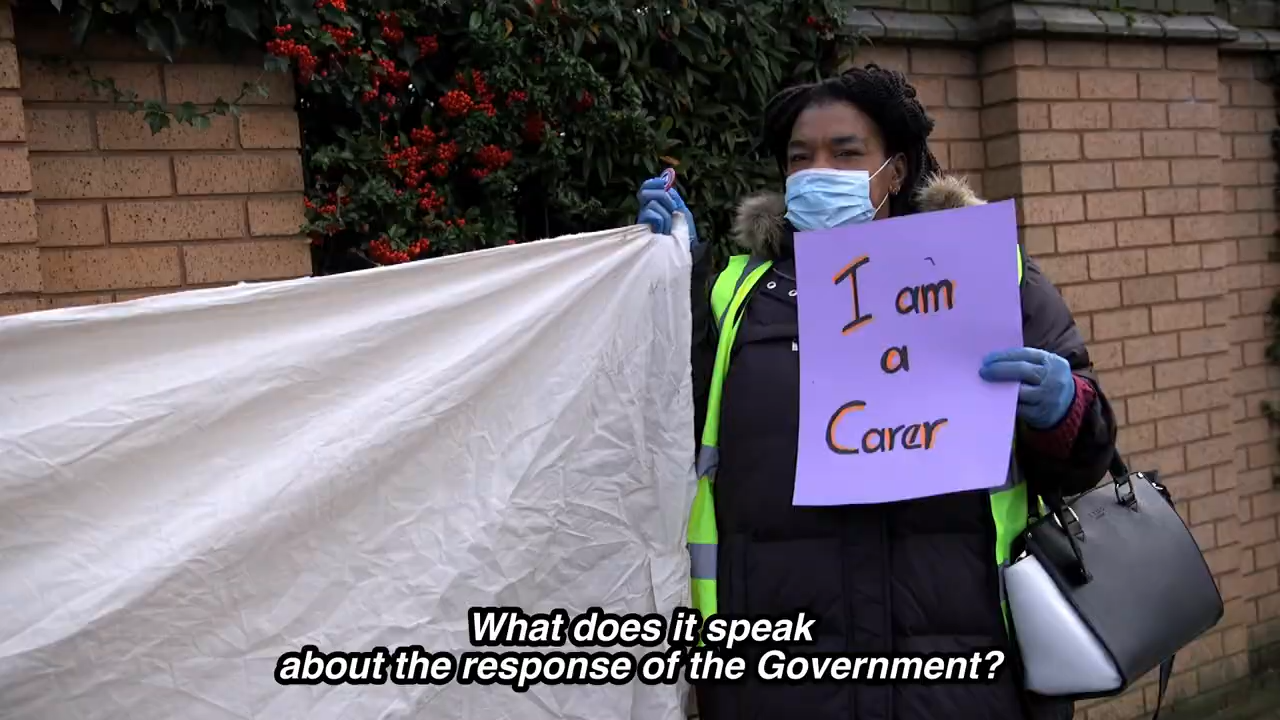 I am
a
Carer
What does it speak
about the response of the Government?